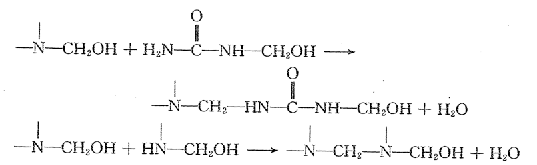 O
—N—CH₂OH + H₂N—C—NH—CH₂OH ⟶
O
—N—CH₂—HN—C—NH—CH₂OH + H₂O
—N—CH₂OH + HN—CH₂OH ⟶ —N—CH₂—N—CH₂OH + H₂O